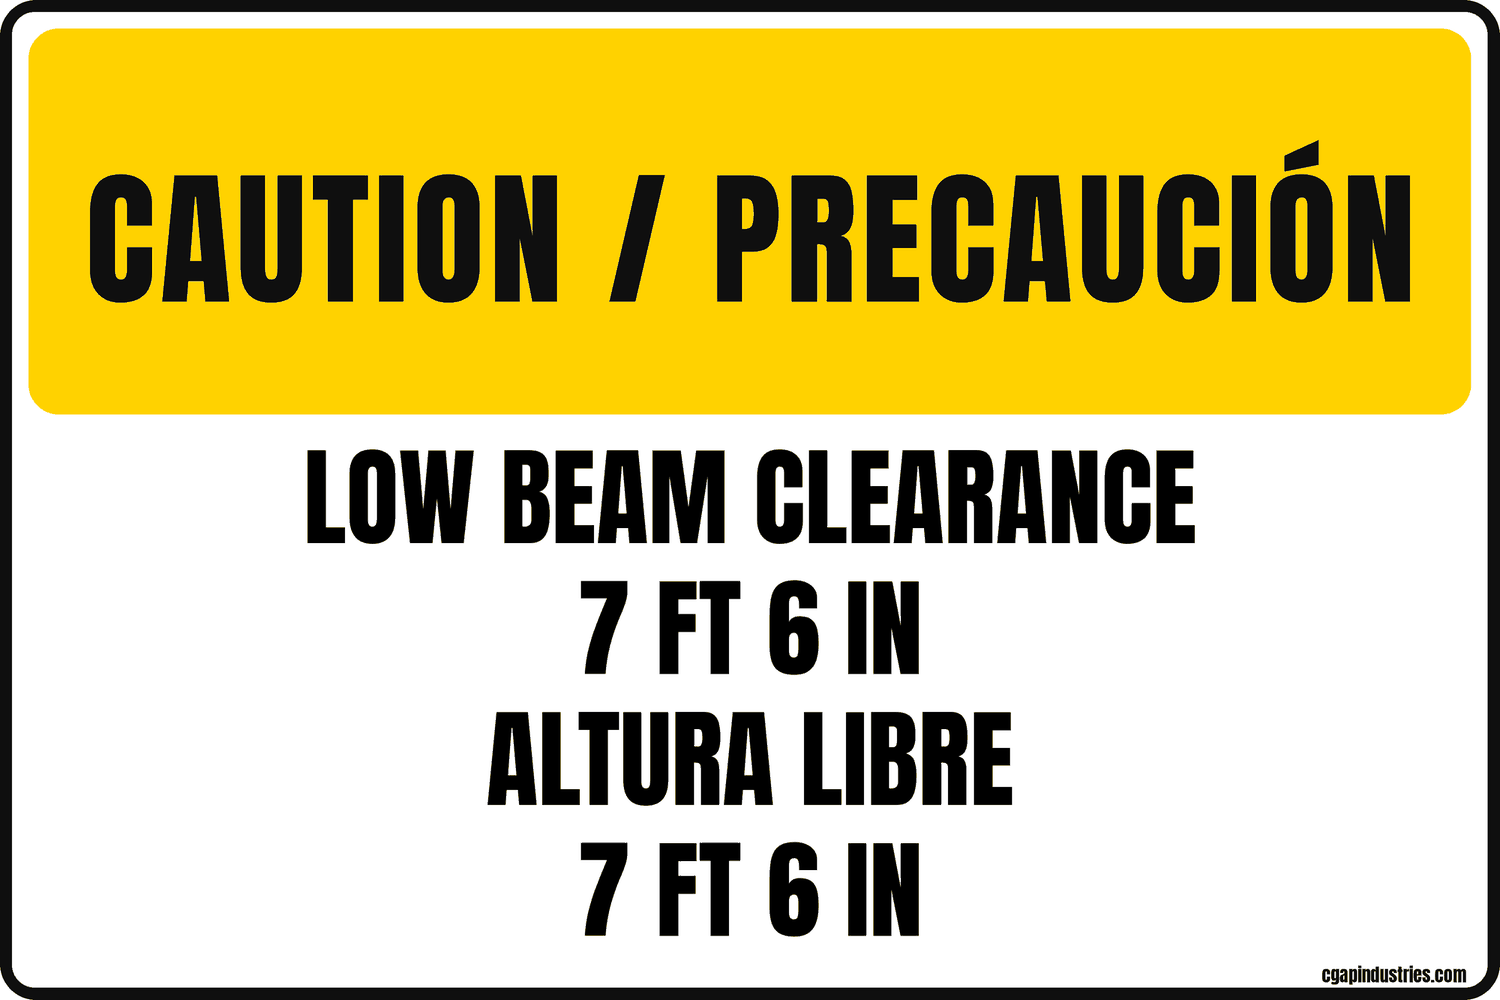 CAUTION / PRECAUCIÓN
LOW BEAM CLEARANCE
7 FT 6 IN
ALTURA LIBRE
7 FT 6 IN
cgapindustries.com